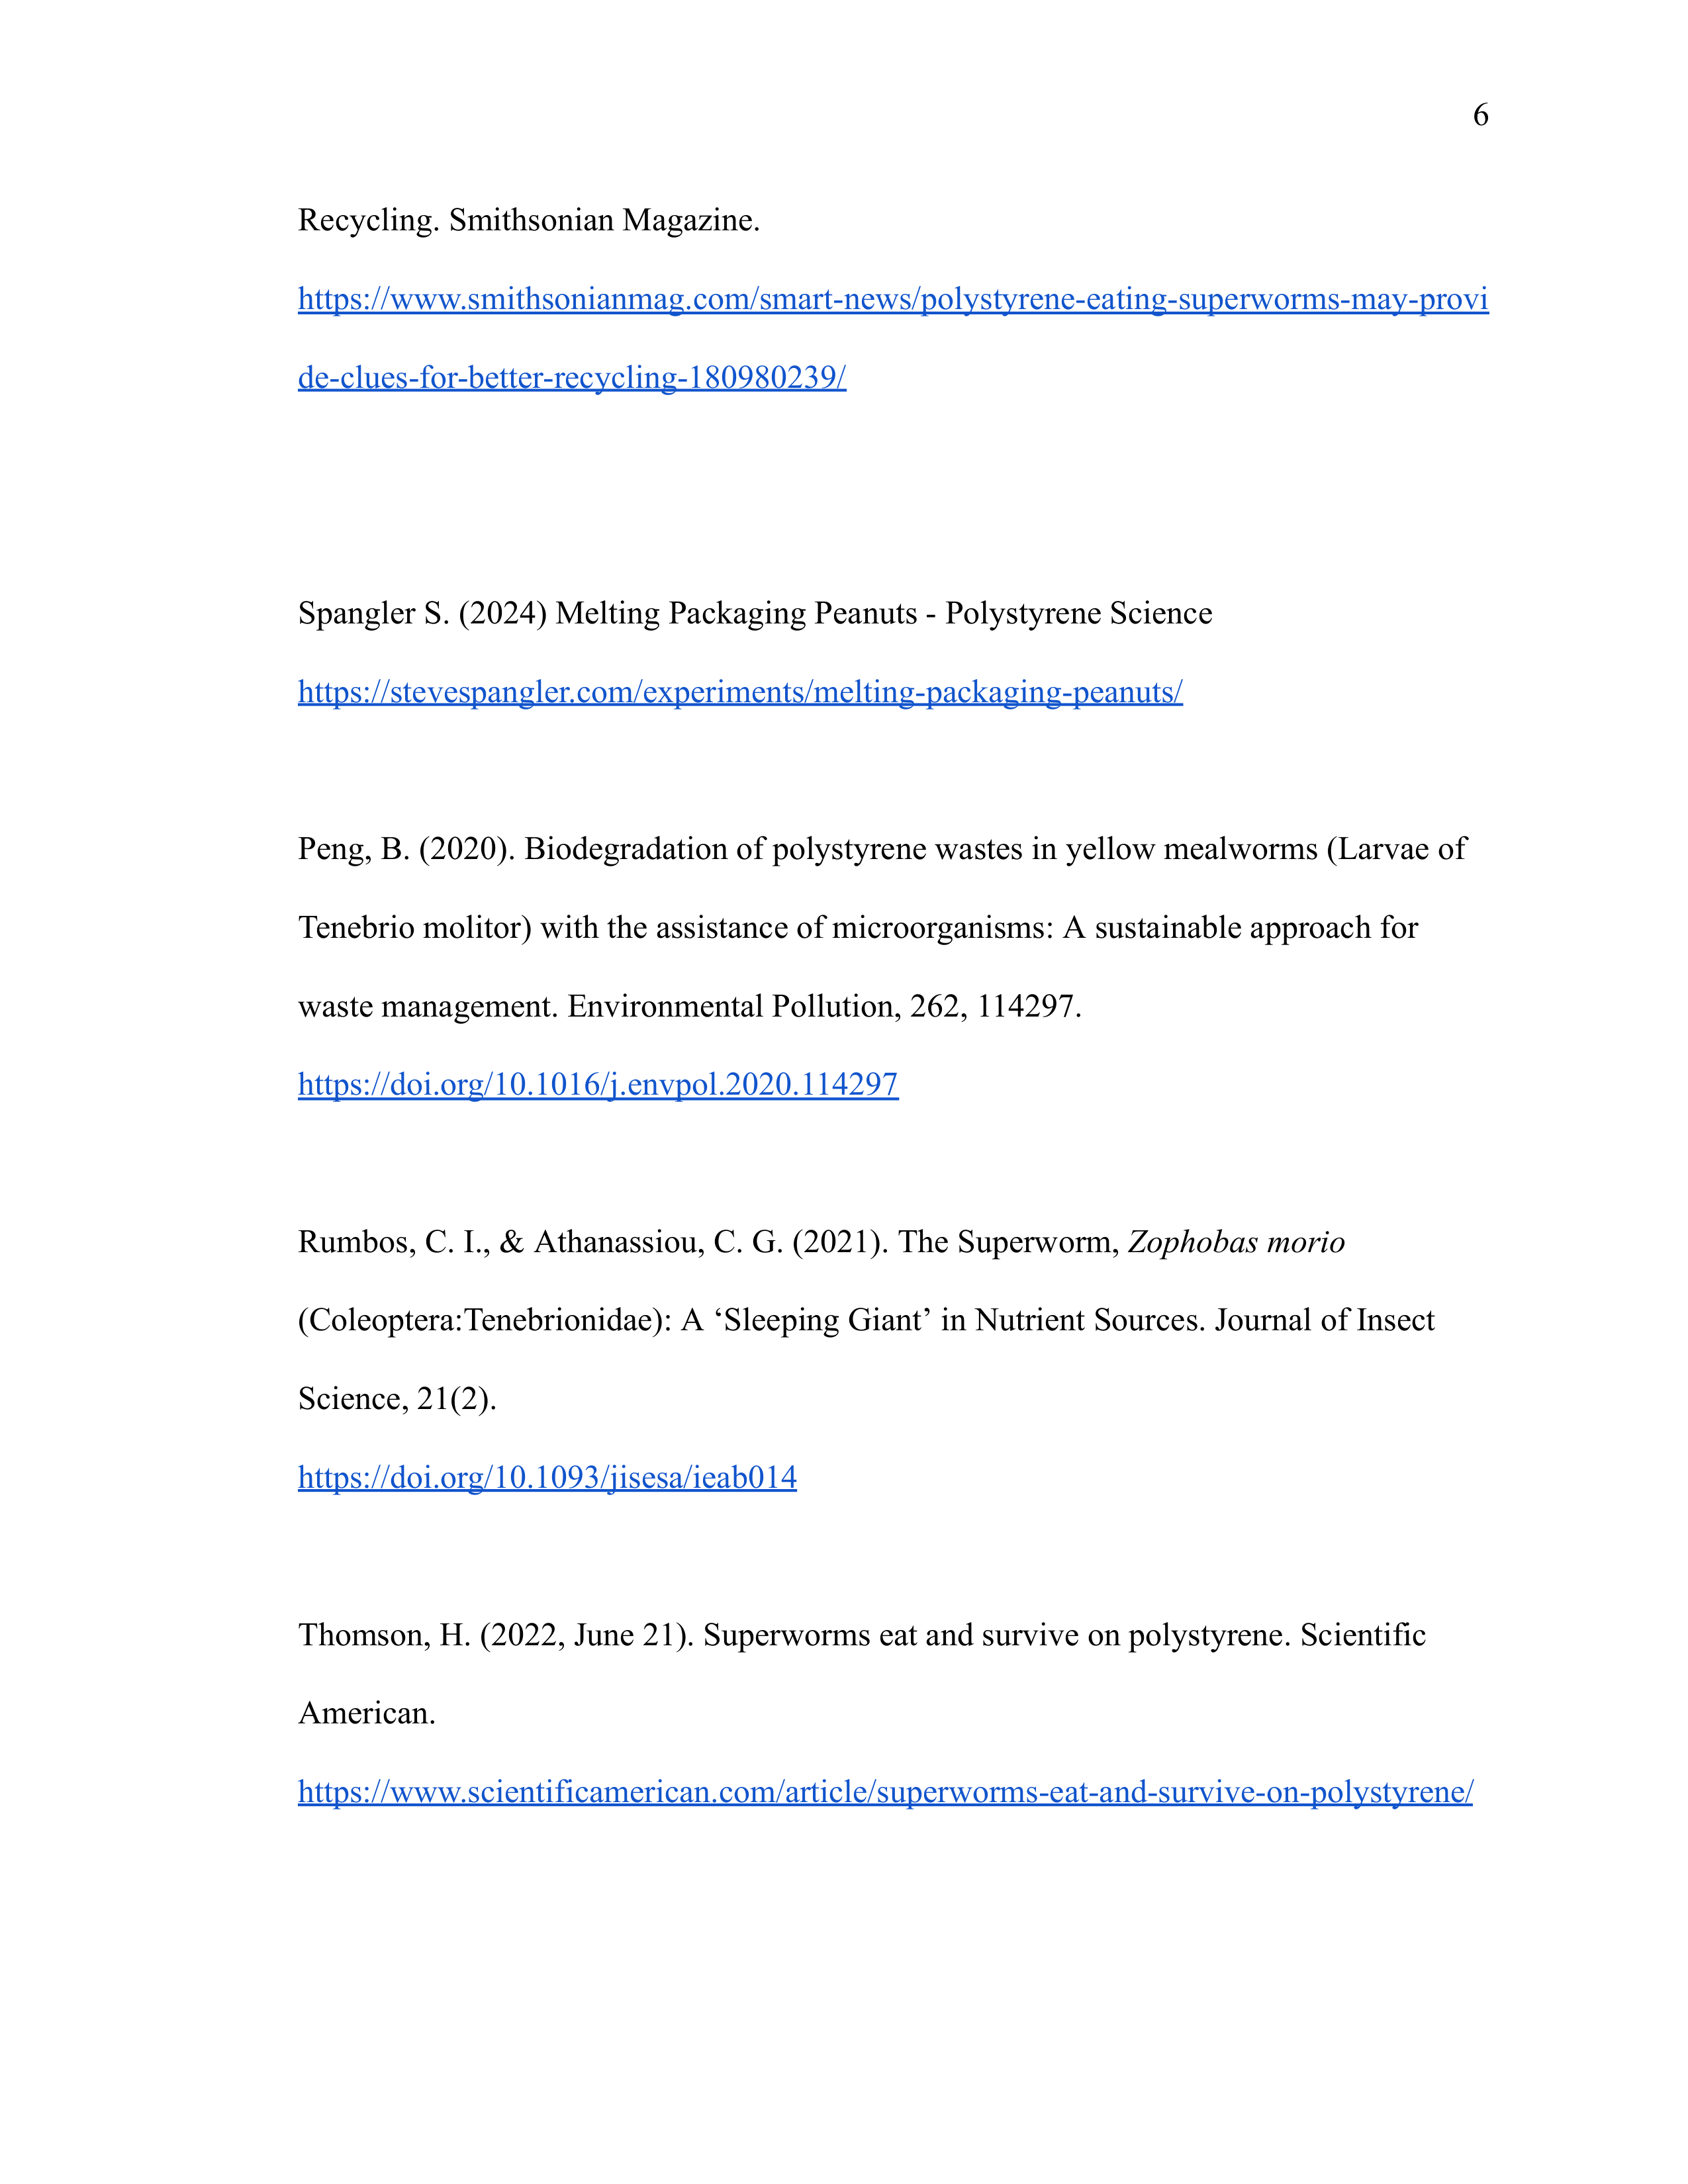 6
Recycling. Smithsonian Magazine.
https://www.smithsonianmag.com/smart-news/polystyrene-eating-superworms-may-provi
de-clues-for-better-recycling-180980239/
Spangler S. (2024) Melting Packaging Peanuts - Polystyrene Science
https://stevespangler.com/experiments/melting-packaging-peanuts/
Peng, B. (2020). Biodegradation of polystyrene wastes in yellow mealworms (Larvae of
Tenebrio molitor) with the assistance of microorganisms: A sustainable approach for
waste management. Environmental Pollution, 262, 114297.
https://doi.org/10.1016/j.envpol.2020.114297
Rumbos, C. I., & Athanassiou, C. G. (2021). The Superworm, Zophobas morio
(Coleoptera:Tenebrionidae): A ‘Sleeping Giant’ in Nutrient Sources. Journal of Insect
Science, 21(2).
https://doi.org/10.1093/jisesa/ieab014
Thomson, H. (2022, June 21). Superworms eat and survive on polystyrene. Scientific
American.
https://www.scientificamerican.com/article/superworms-eat-and-survive-on-polystyrene/